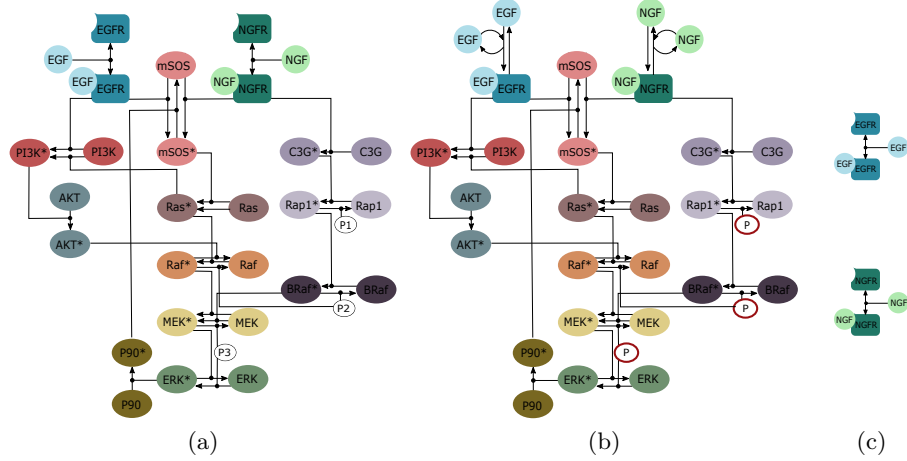 EGFR
NGFR
EGF
mSOS
NGF
EGF
EGFR
NGF
NGFR
PI3K*
PI3K
mSOS*
C3G*
C3G
AKT
Ras*
Ras
Rap1*
Rap1
P1
AKT*
Raf*
Raf
BRaf*
BRaf
P2
MEK*
MEK
P90*
P3
ERK*
ERK
P90
(a)
EGF
NGF
EGF
NGF
mSOS
EGF
EGFR
NGF
NGFR
PI3K*
PI3K
mSOS*
C3G*
C3G
AKT
Ras*
Ras
Rap1*
Rap1
P
AKT*
Raf*
Raf
BRaf*
BRaf
P
MEK*
MEK
P90*
P
ERK*
ERK
P90
(b)
EGFR
EGF
EGF
EGFR
NGFR
NGF
NGF
NGFR
(c)